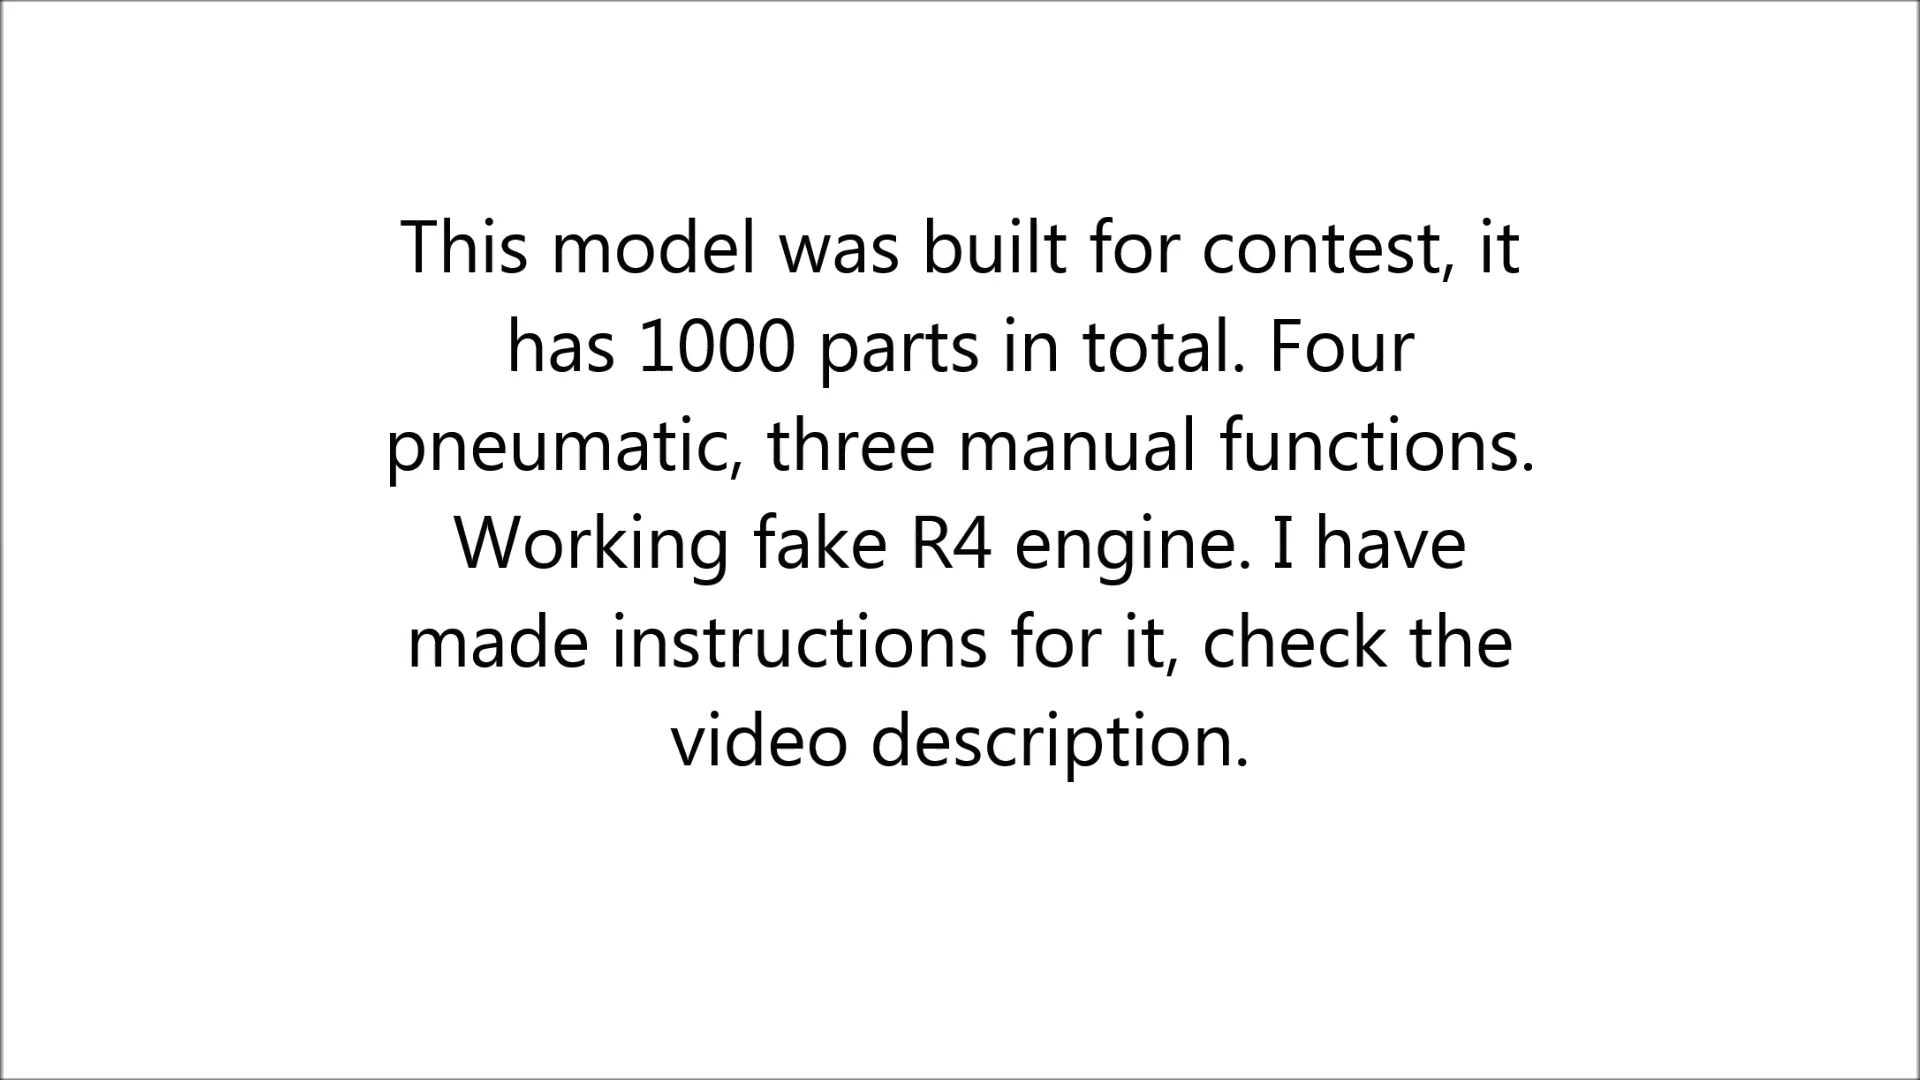 This model was built for contest, it
has 1000 parts in total. Four
pneumatic, three manual functions.
Working fake R4 engine. I have
made instructions for it, check the
video description.